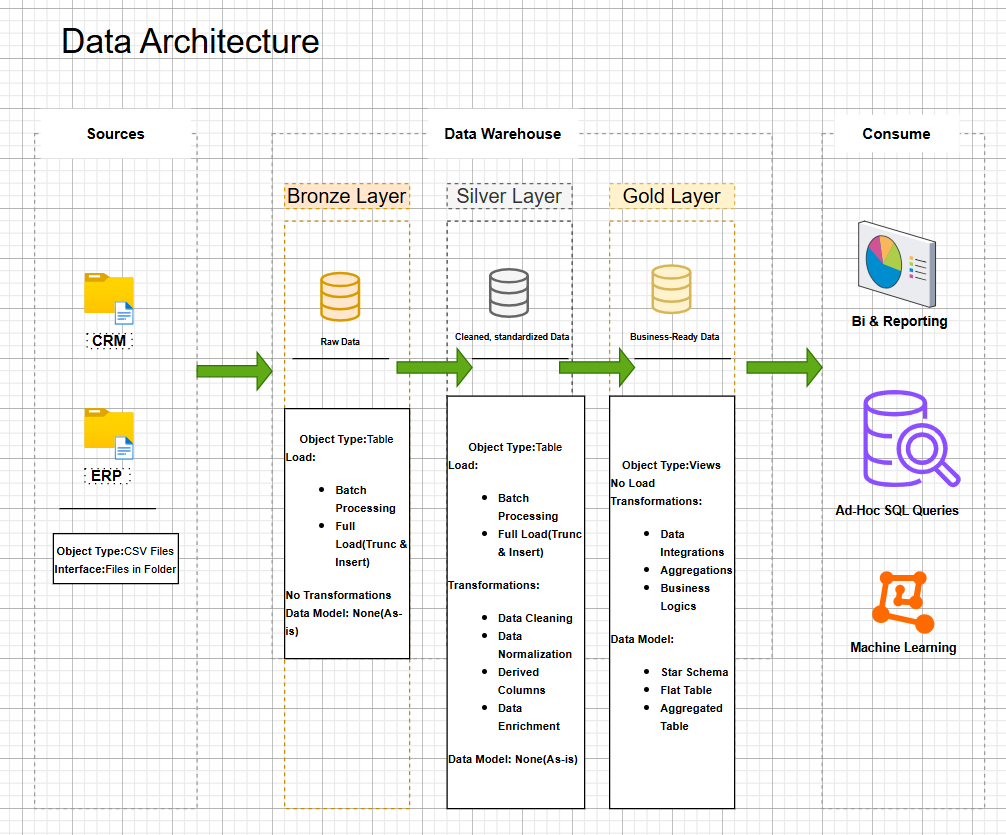 Data Architecture
Sources
CRM
ERP
Object Type:CSV Files
Interface:Files in Folder
Data Warehouse
Bronze Layer
Raw Data
Object Type:Table
Load:
Batch
Processing
Full
Load(Trunc &
Insert)
No Transformations
Data Model: None(As-
is)
Silver Layer
Cleaned, standardized Data
Object Type:Table
Load:
Batch
Processing
Full Load(Trunc
& Insert)
Transformations:
Data Cleaning
Data
Normalization
Derived
Columns
Data
Enrichment
Data Model: None(As-is)
Gold Layer
Business-Ready Data
Object Type:Views
No Load
Transformations:
Data
Integrations
Aggregations
Business
Logics
Data Model:
Star Schema
Flat Table
Aggregated
Table
Consume
Bi & Reporting
Ad-Hoc SQL Queries
Machine Learning